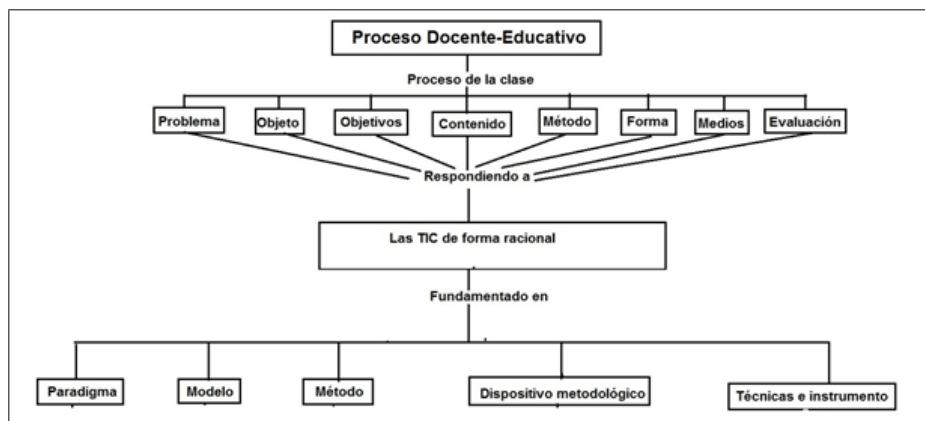 Proceso Docente-Educativo
Proceso de la clase
Problema
Objeto
Objetivos
Contenido
Método
Forma
Medios
Evaluación
Respondiendo a
Las TIC de forma racional
Fundamentado en
Paradigma
Modelo
Método
Dispositivo metodológico
Técnicas e instrumento